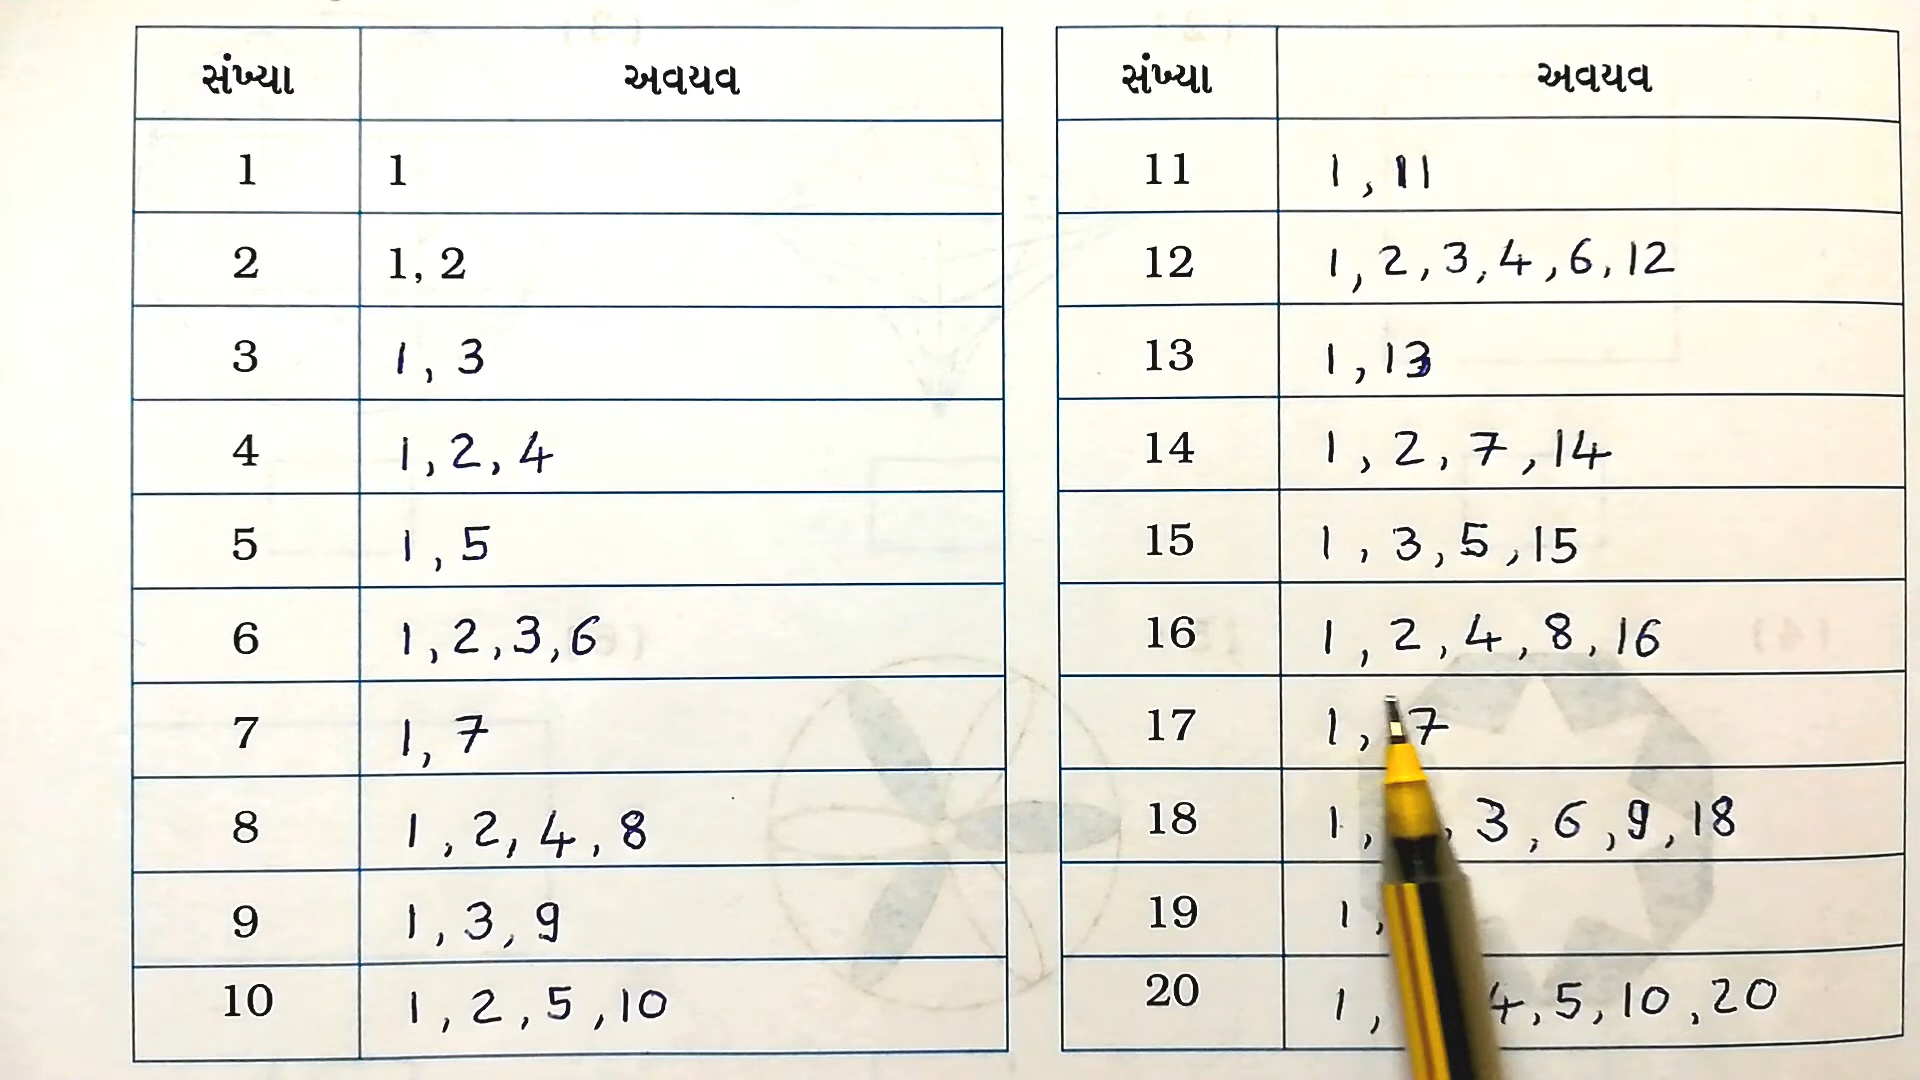 સંખ્યા અવયવ
1 1
2 1, 2
3 1, 3
4 1, 2, 4
5 1, 5
6 1, 2, 3, 6
7 1, 7
8 1, 2, 4, 8
9 1, 3, 9
10 1, 2, 5, 10
સંખ્યા અવયવ
11 1, 11
12 1, 2, 3, 4, 6, 12
13 1, 13
14 1, 2, 7, 14
15 1, 3, 5, 15
16 1, 2, 4, 8, 16
17 1, 7
18 1, , 3, 6, 9, 18
19 1,
20 1, 4, 5, 10, 20